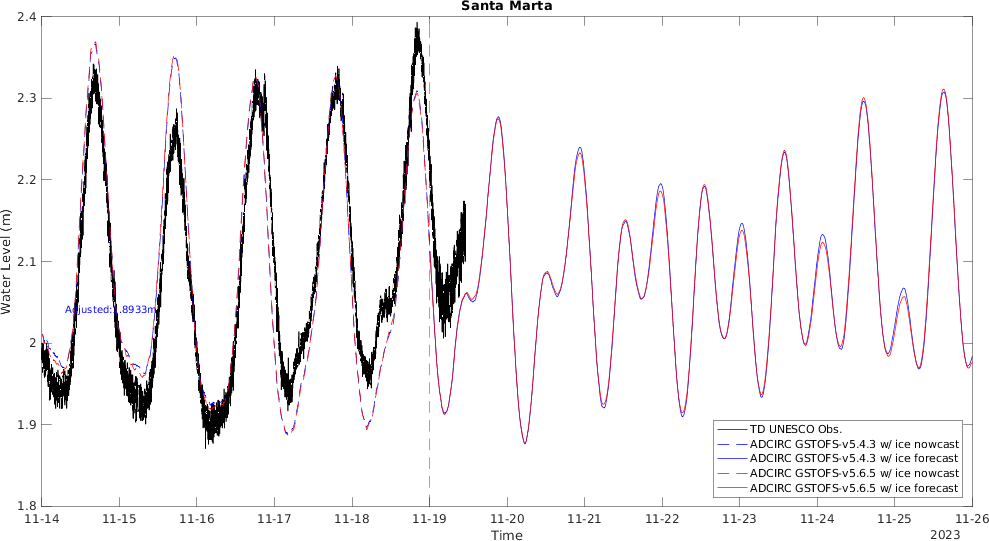 Santa Marta
2.4
2.3
2.2
2.1
2
1.9
1.8
Water Level (m)
Adjusted:1.8933m
TD UNESCO Obs.
ADCIRC GSTOFS-v5.4.3 w/ ice nowcast
ADCIRC GSTOFS-v5.4.3 w/ ice forecast
ADCIRC GSTOFS-v5.6.5 w/ ice nowcast
ADCIRC GSTOFS-v5.6.5 w/ ice forecast
11-14 11-15 11-16 11-17 11-18 11-19 11-20 11-21 11-22 11-23 11-24 11-25 11-26
Time
2023